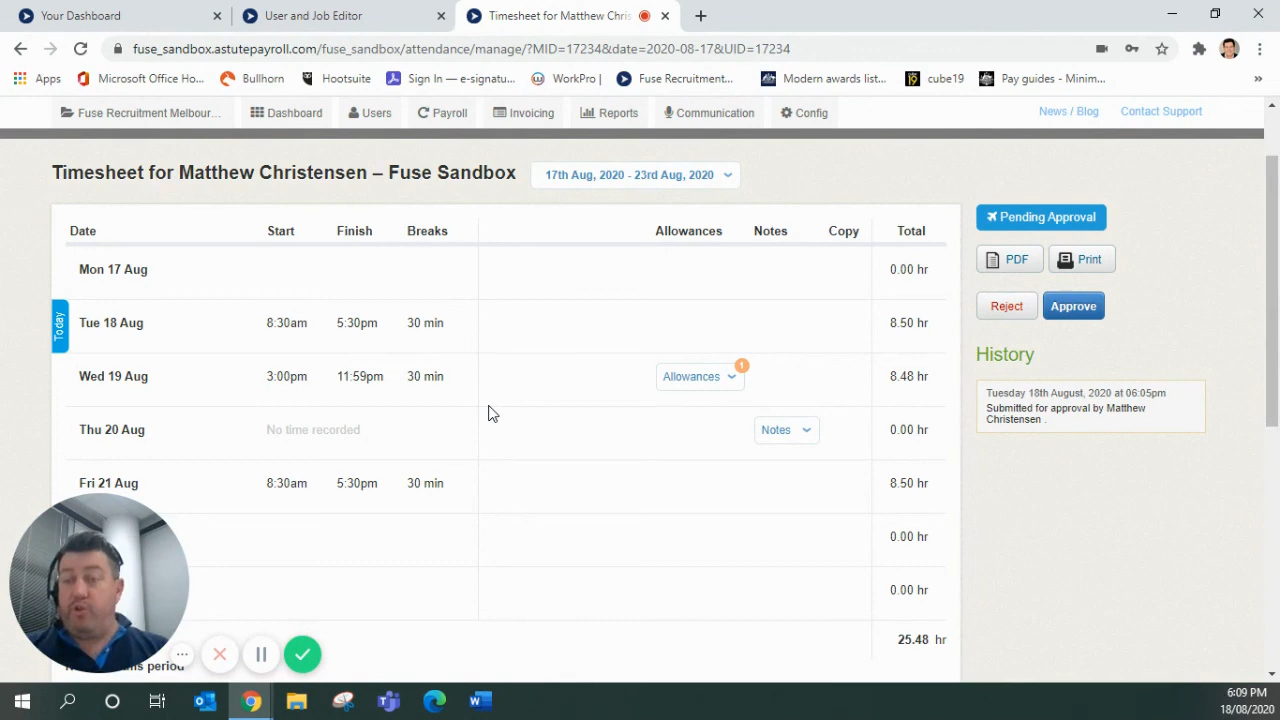 Your Dashboard
User and Job Editor
Timesheet for Matthew Chris
fuse_sandbox.astutepayroll.com/fuse_sandbox/attendance/manage/?MID=17234&date=2020-08-17&UID=17234
Apps
Microsoft Office Ho...
Bullhorn
Hootsuite
Sign In — e-signatu...
WorkPro |
Fuse Recruitment...
Modern awards list...
cube19
Pay guides - Minim...
»
Fuse Recruitment Melbour...
Dashboard
Users
Payroll
Invoicing
Reports
Communication
Config
News / Blog
Contact Support
Timesheet for Matthew Christensen – Fuse Sandbox
17th Aug, 2020 - 23rd Aug, 2020
Date Start Finish Breaks Allowances Notes Copy Total
Mon 17 Aug 0.00 hr
Today
Tue 18 Aug 8:30am 5:30pm 30 min 8.50 hr
Wed 19 Aug 3:00pm 11:59pm 30 min Allowances 1 8.48 hr
Thu 20 Aug No time recorded Notes 0.00 hr
Fri 21 Aug 8:30am 5:30pm 30 min 8.50 hr
0.00 hr
0.00 hr
25.48 hr
period
Pending Approval
PDF
Print
Reject
Approve
History
Tuesday 18th August, 2020 at 06:05pm
Submitted for approval by Matthew
Christensen .
6:09 PM
18/08/2020